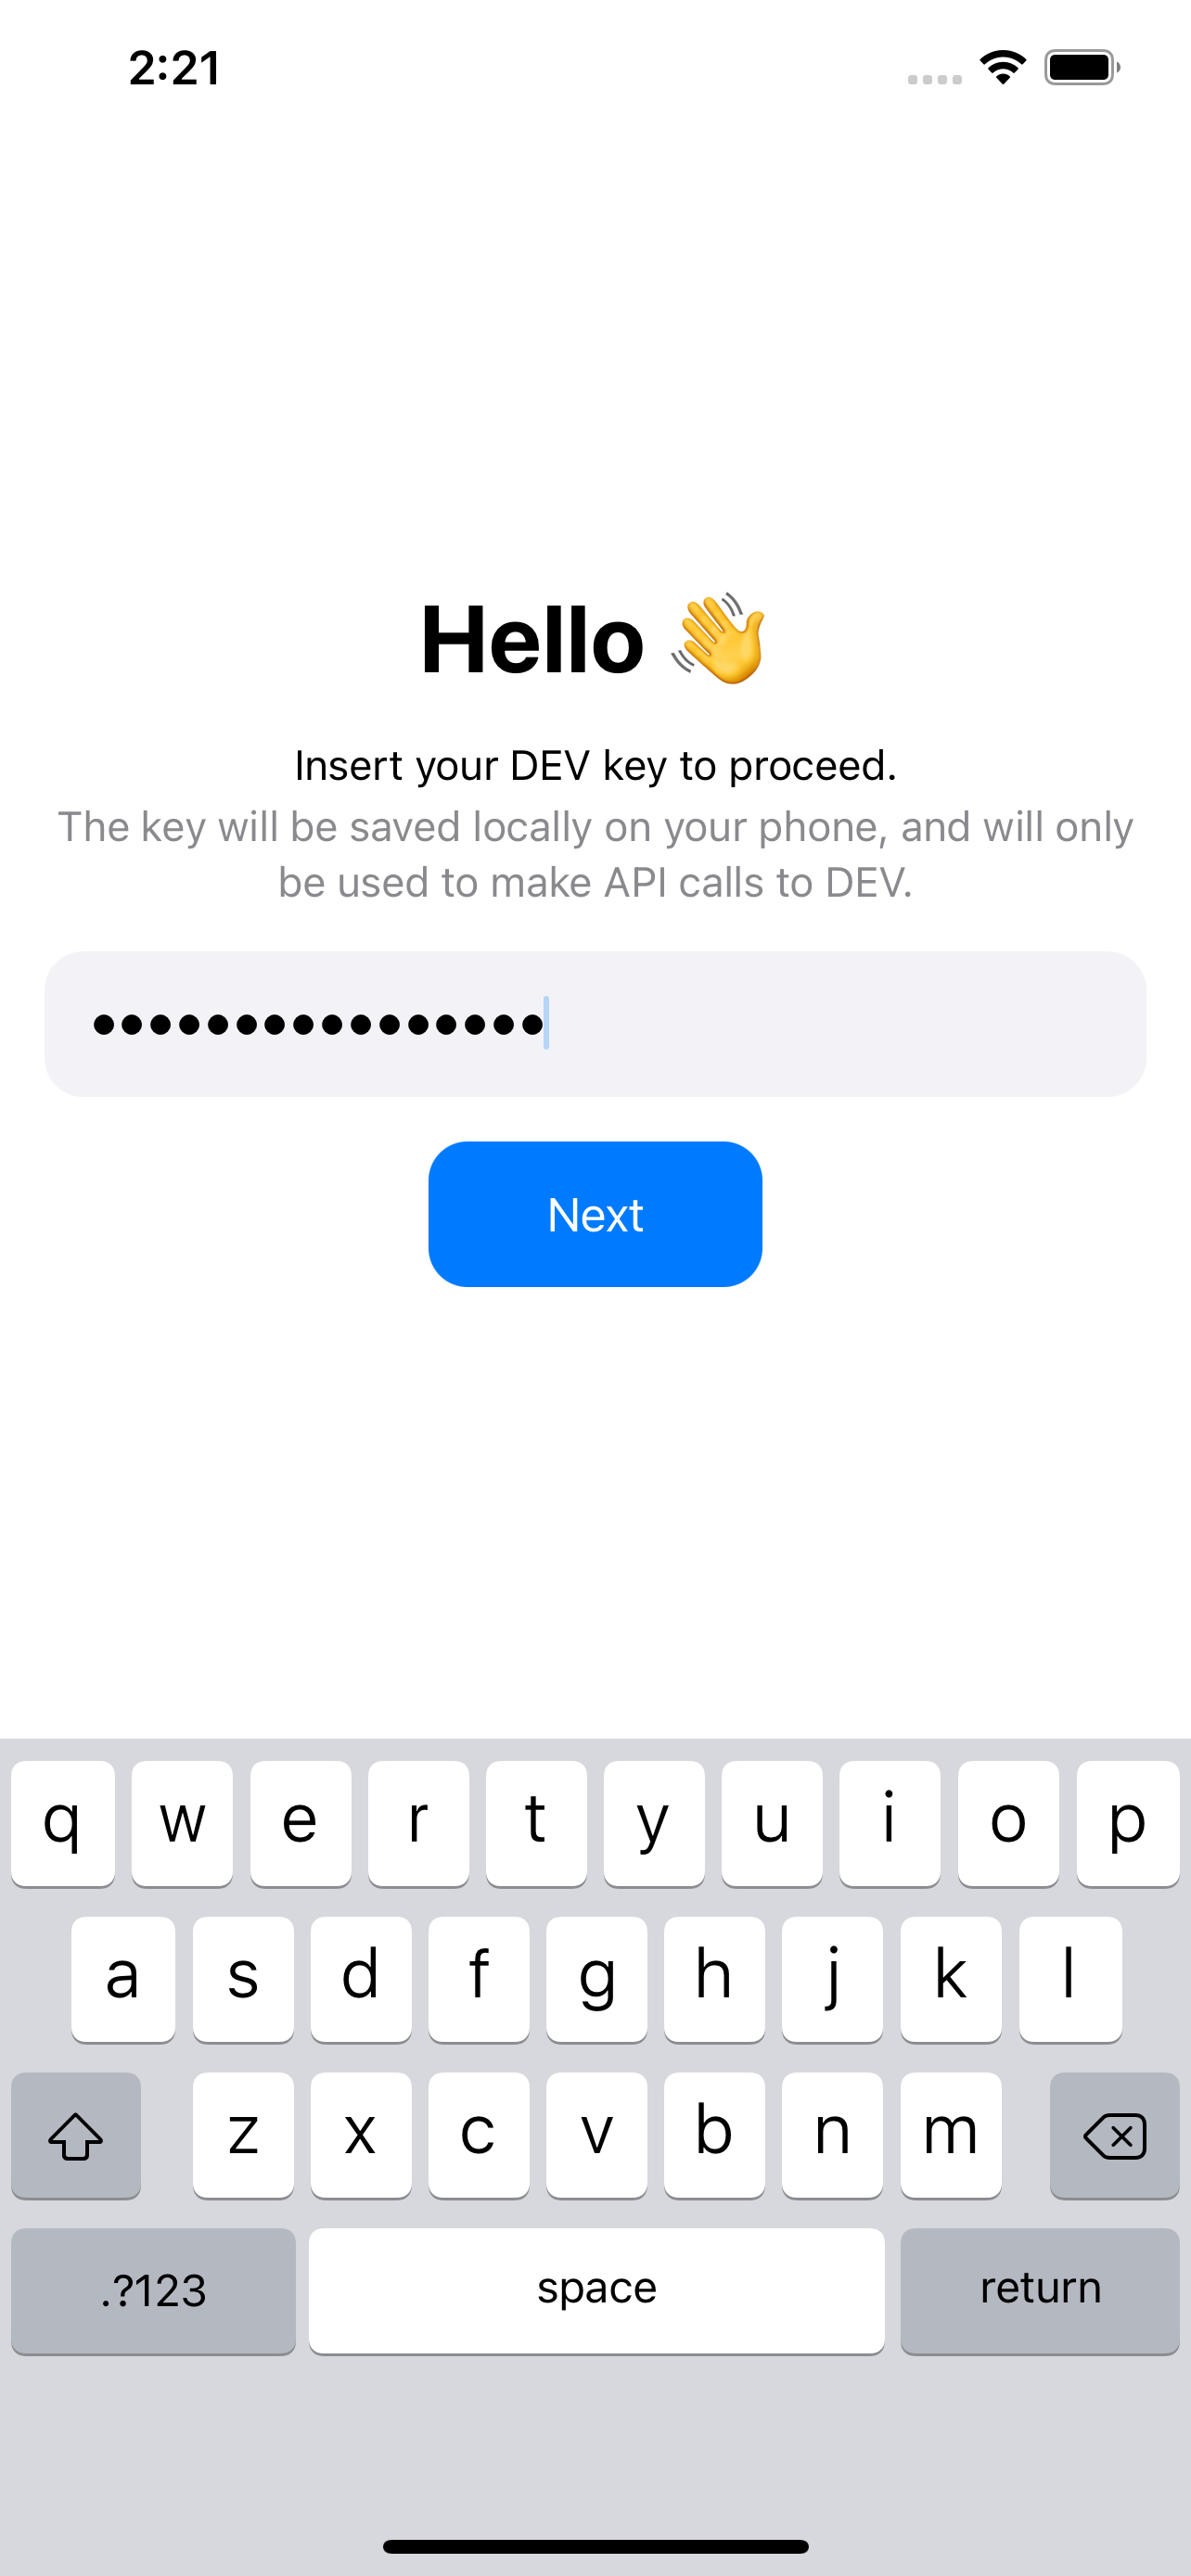 2:21
Hello 👋
Insert your DEV key to proceed.
The key will be saved locally on your phone, and will only
be used to make API calls to DEV.
••••••••••••••••
Next
q w e r t y u i o p
a s d f g h j k l
z x c v b n m
.?123 space return